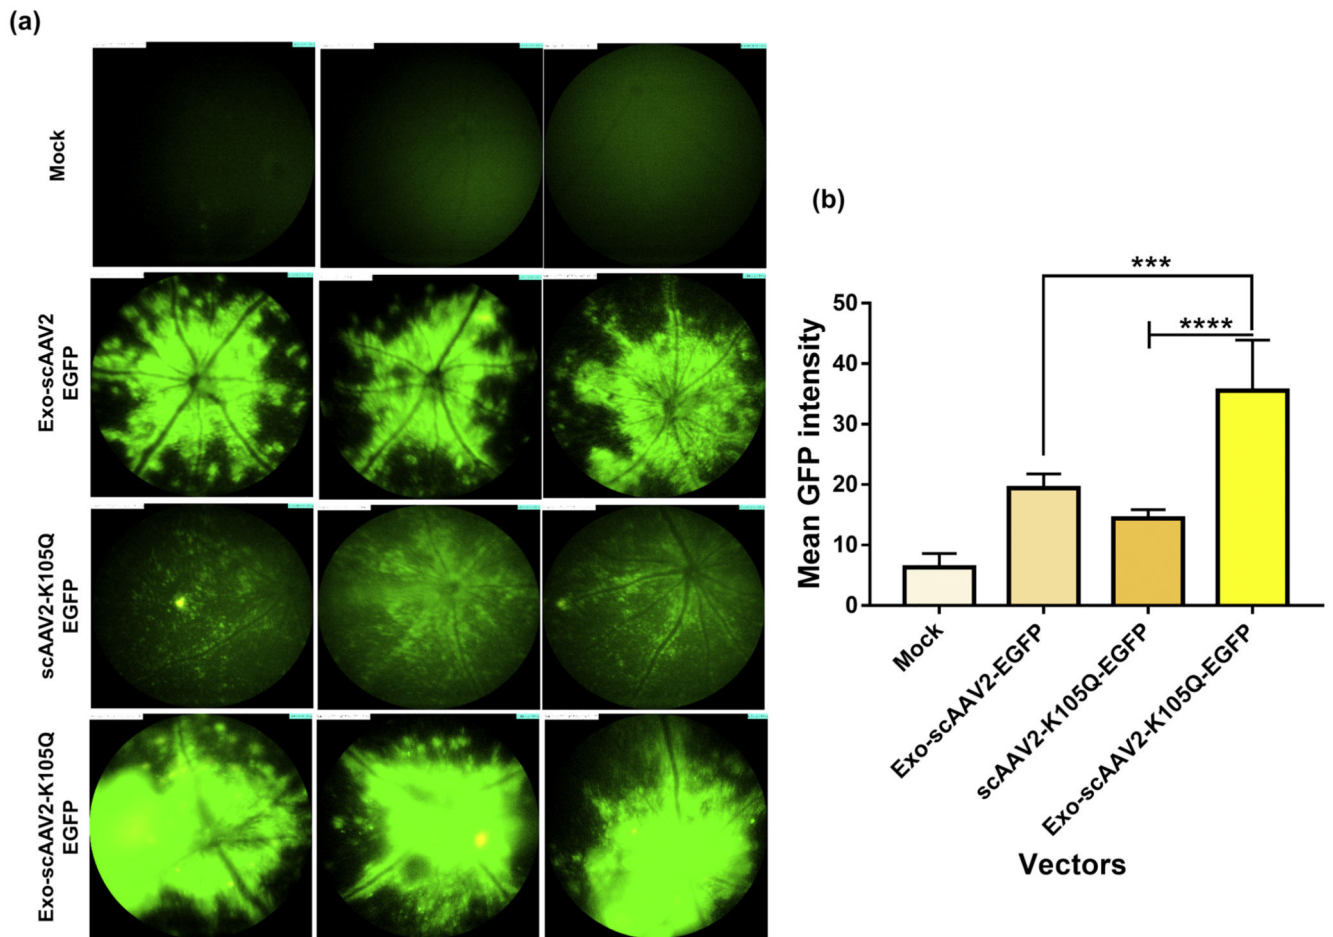 (a)
Mock
Exo-scAAV2
EGFP
scAAV2-K105Q
EGFP
Exo-scAAV2-K105Q
EGFP
(b)
***
****
Mean GFP intensity
50
40
30
20
10
0
Mock
Exo-scAAV2-EGFP
scAAV2-K105Q-EGFP
Exo-scAAV2-K105Q-EGFP
Vectors